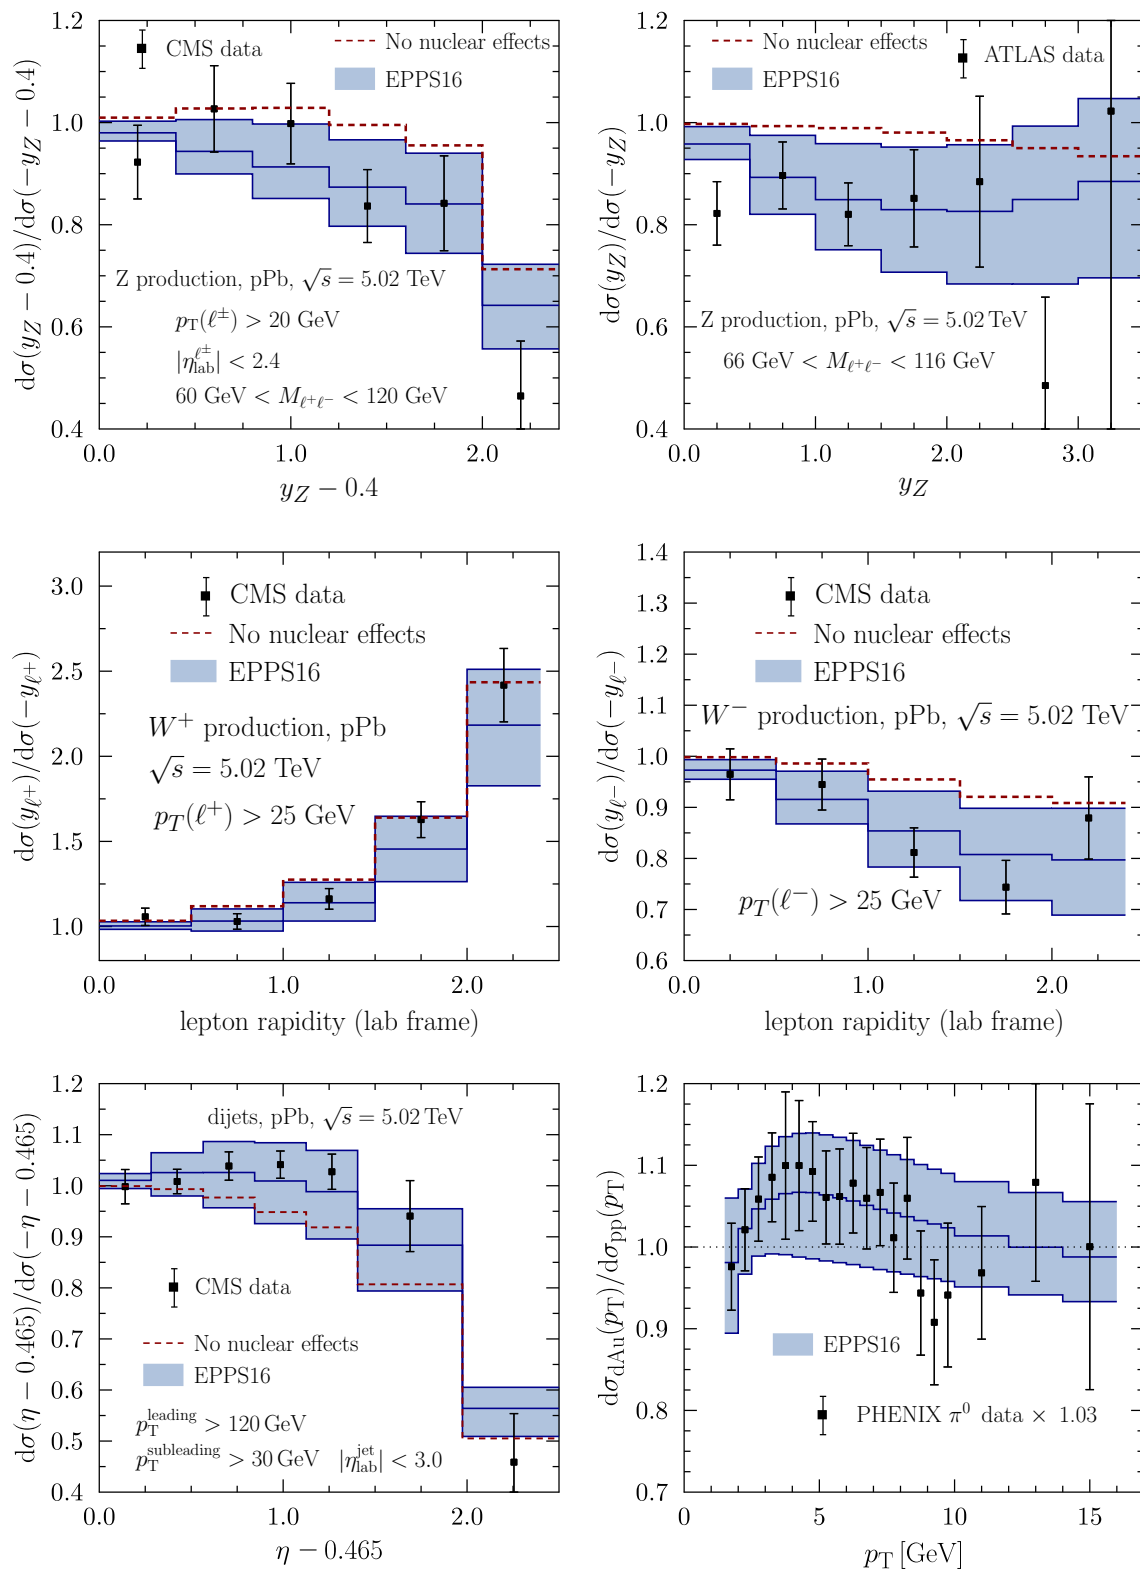 1.2
1.0
0.8
0.6
0.4
dσ(y_Z − 0.4)/dσ(−y_Z − 0.4)
CMS data
No nuclear effects
EPPS16
Z production, pPb, √s = 5.02 TeV
p_T(ℓ^±) > 20 GeV
|η_lab^ℓ^±| < 2.4
60 GeV < M_ℓ^+ℓ^− < 120 GeV
0.0 1.0 2.0
y_Z − 0.4
1.2
1.0
0.8
0.6
0.4
dσ(y_Z)/dσ(−y_Z)
No nuclear effects
ATLAS data
EPPS16
Z production, pPb, √s = 5.02 TeV
66 GeV < M_ℓ^+ℓ^− < 116 GeV
0.0 1.0 2.0 3.0
y_Z
3.0
2.5
2.0
1.5
1.0
dσ(y_ℓ^+)/dσ(−y_ℓ^+)
CMS data
No nuclear effects
EPPS16
W^+ production, pPb
√s = 5.02 TeV
p_T(ℓ^+) > 25 GeV
0.0 1.0 2.0
lepton rapidity (lab frame)
1.4
1.3
1.2
1.1
1.0
0.9
0.8
0.7
0.6
dσ(y_ℓ^−)/dσ(−y_ℓ^−)
CMS data
No nuclear effects
EPPS16
W^− production, pPb, √s = 5.02 TeV
p_T(ℓ^−) > 25 GeV
0.0 1.0 2.0
lepton rapidity (lab frame)
1.2
1.1
1.0
0.9
0.8
0.7
0.6
0.5
0.4
dσ(η − 0.465)/dσ(−η − 0.465)
dijets, pPb, √s = 5.02 TeV
CMS data
No nuclear effects
EPPS16
p_T^leading > 120 GeV
p_T^subleading > 30 GeV |η_lab^jet| < 3.0
0.0 1.0 2.0
η − 0.465
1.2
1.1
1.0
0.9
0.8
0.7
dσ_dAu(p_T)/dσ_pp(p_T)
EPPS16
PHENIX π^0 data × 1.03
0 5 10 15
p_T [GeV]